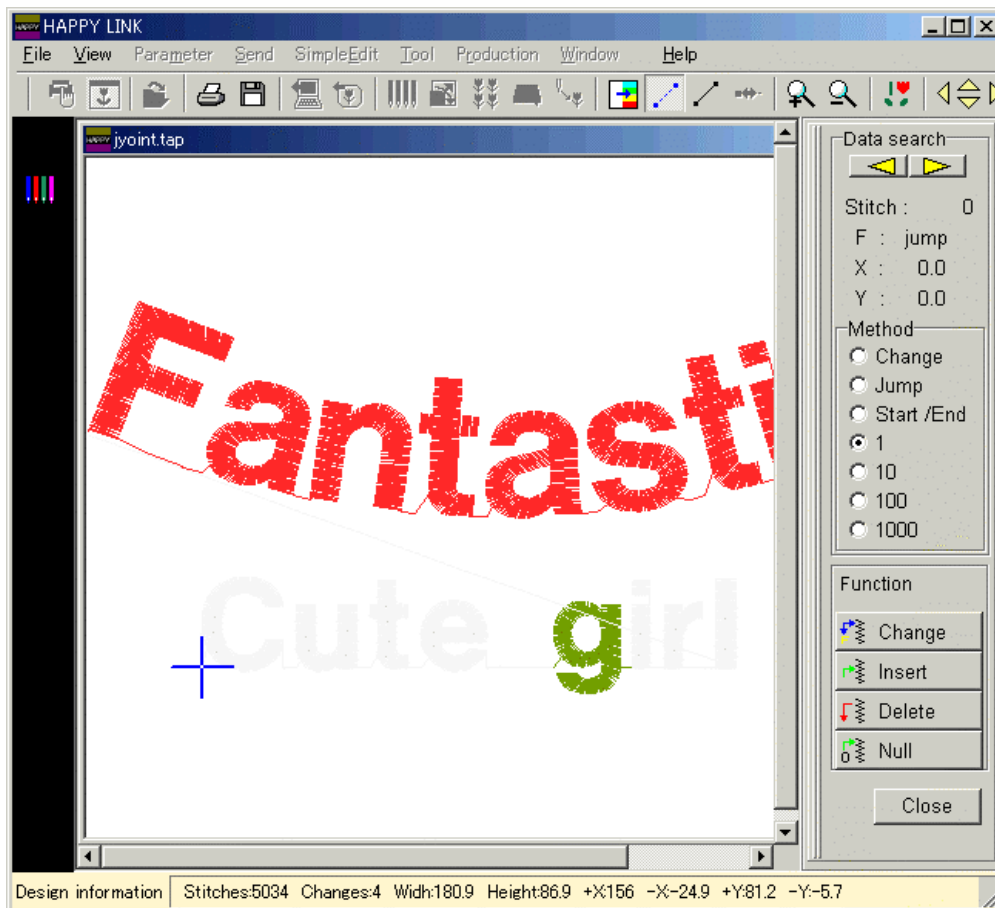 HAPPY LINK
File View Parameter Send SimpleEdit Tool Production Window Help
HAPPY jyoint.tap
Data search
Stitch : 0
F : jump
X : 0.0
Y : 0.0
Method
Change
Jump
Start /End
1
10
100
1000
Fantasti
Cute girl
Function
Change
Insert
Delete
0 Null
Close
Design information Stitches:5034 Changes:4 Widh:180.9 Height:86.9 +X:156 -X:-24.9 +Y:81.2 -Y:-5.7